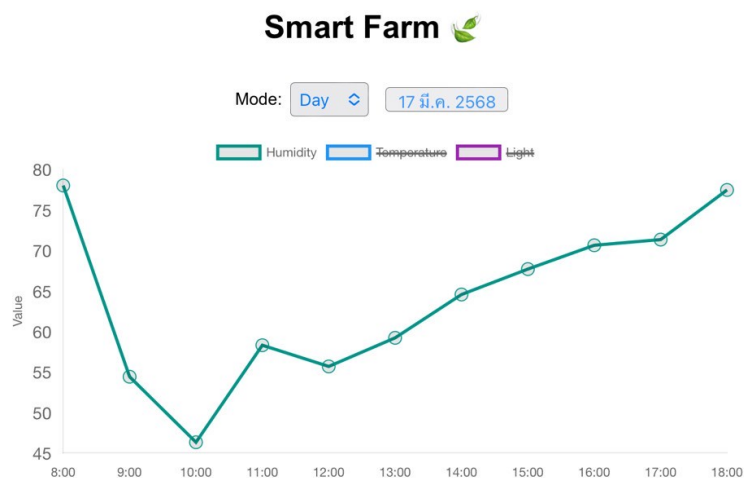 Smart Farm 🌿
Mode: Day 17 มี.ค. 2568
Humidity Temperature Light
80
75
70
65
60
55
50
45
Value
8:00 9:00 10:00 11:00 12:00 13:00 14:00 15:00 16:00 17:00 18:00